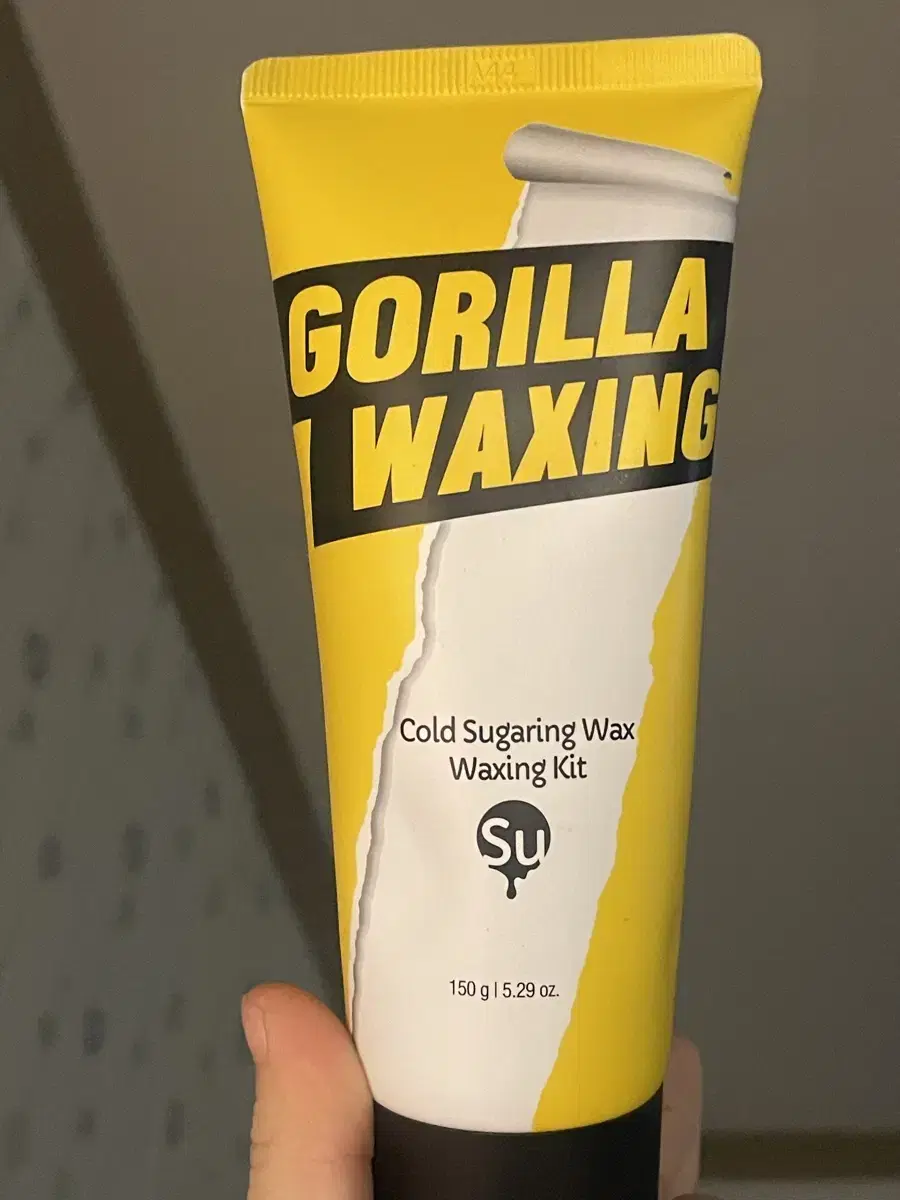 GORILLA
WAXING
Cold Sugaring Wax
Waxing Kit
Su
150 g | 5.29 oz.